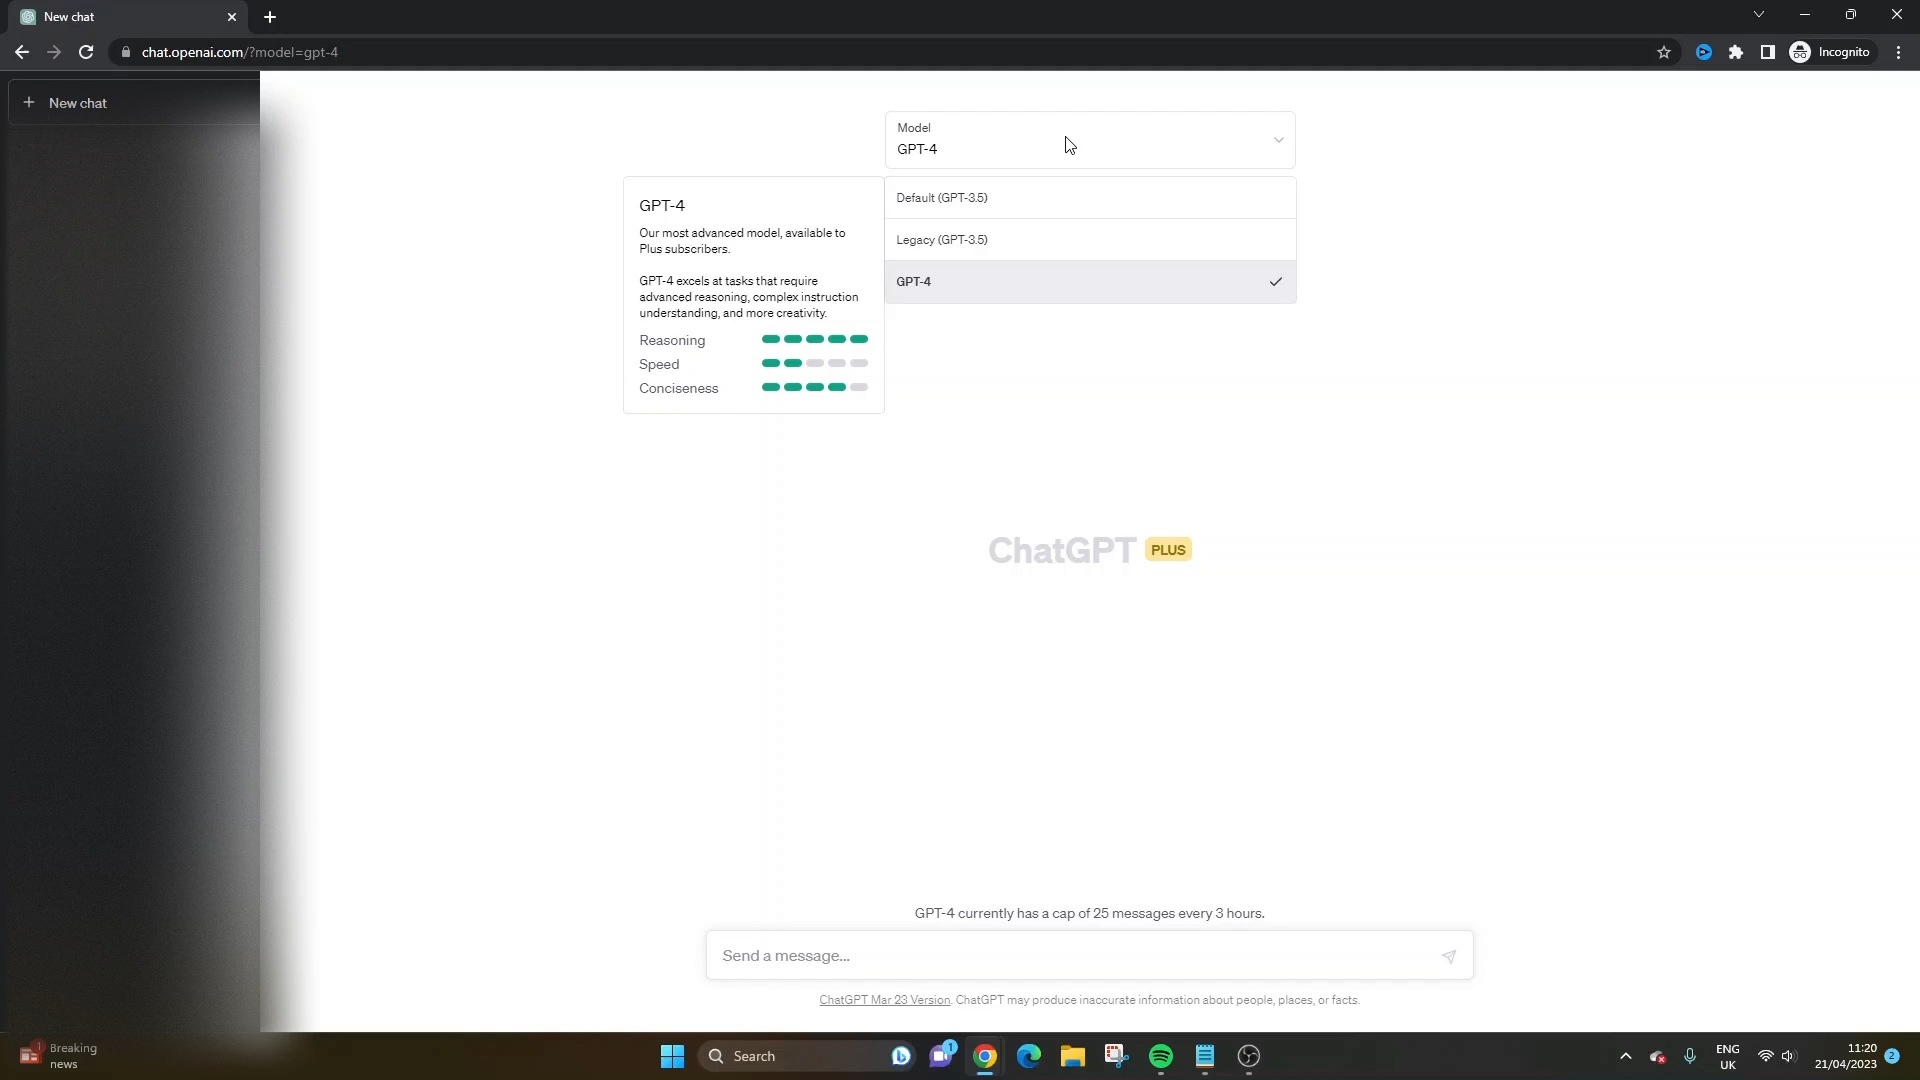 New chat
chat.openai.com/?model=gpt-4
Incognito
New chat
Model
GPT-4
Default (GPT-3.5)
Legacy (GPT-3.5)
GPT-4
GPT-4
Our most advanced model, available to
Plus subscribers.
GPT-4 excels at tasks that require
advanced reasoning, complex instruction
understanding, and more creativity.
Reasoning
Speed
Conciseness
ChatGPT PLUS
GPT-4 currently has a cap of 25 messages every 3 hours.
Send a message...
ChatGPT Mar 23 Version. ChatGPT may produce inaccurate information about people, places, or facts.
1
Breaking
news
Search
1
ENG
UK
11:20
21/04/2023
2